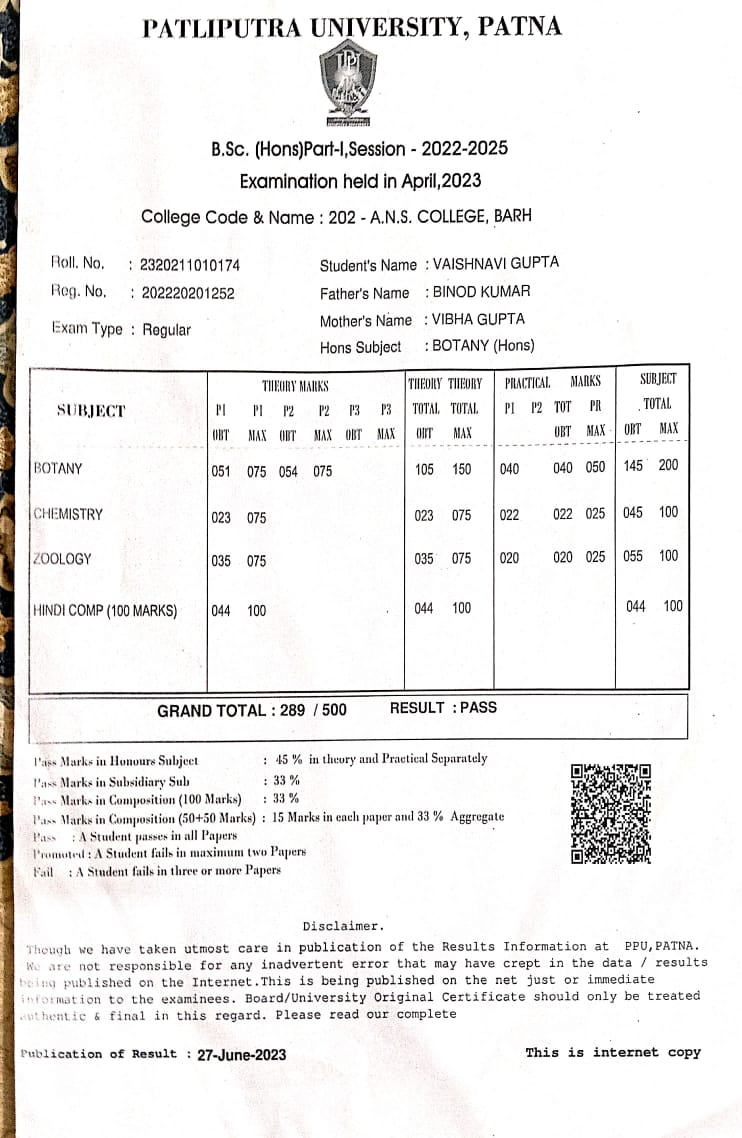 PATLIPUTRA UNIVERSITY, PATNA
B.Sc. (Hons)Part-I,Session - 2022-2025
Examination held in April,2023
College Code & Name : 202 - A.N.S. COLLEGE, BARH
Roll. No. : 2320211010174 Student's Name : VAISHNAVI GUPTA
Reg. No. : 202220201252 Father's Name : BINOD KUMAR
Mother's Name : VIBHA GUPTA
Exam Type : Regular
Hons Subject : BOTANY (Hons)
SUBJECT THEORY MARKS THEORY THEORY PRACTICAL MARKS SUBJECT
P1 P1 P2 P2 P3 P3 TOTAL TOTAL P1 P2 TOT PR TOTAL
OBT MAX OBT MAX OBT MAX OBT MAX OBT MAX OBT MAX
BOTANY 051 075 054 075 105 150 040 040 050 145 200
CHEMISTRY 023 075 023 075 022 022 025 045 100
ZOOLOGY 035 075 035 075 020 020 025 055 100
HINDI COMP (100 MARKS) 044 100 044 100 044 100
GRAND TOTAL : 289 / 500 RESULT : PASS
Pass Marks in Honours Subject : 45 % in theory and Practical Separately
Pass Marks in Subsidiary Sub : 33 %
Pass Marks in Composition (100 Marks) : 33 %
Pass Marks in Composition (50+50 Marks) : 15 Marks in each paper and 33 % Aggregate
Pass : A Student passes in all Papers
Promoted : A Student fails in maximum two Papers
Fail : A Student fails in three or more Papers
Disclaimer.
Though we have taken utmost care in publication of the Results Information at PPU,PATNA.
We are not responsible for any inadvertent error that may have crept in the data / results
being published on the Internet.This is being published on the net just or immediate
information to the examinees. Board/University Original Certificate should only be treated
authentic & final in this regard. Please read our complete
Publication of Result : 27-June-2023 This is internet copy